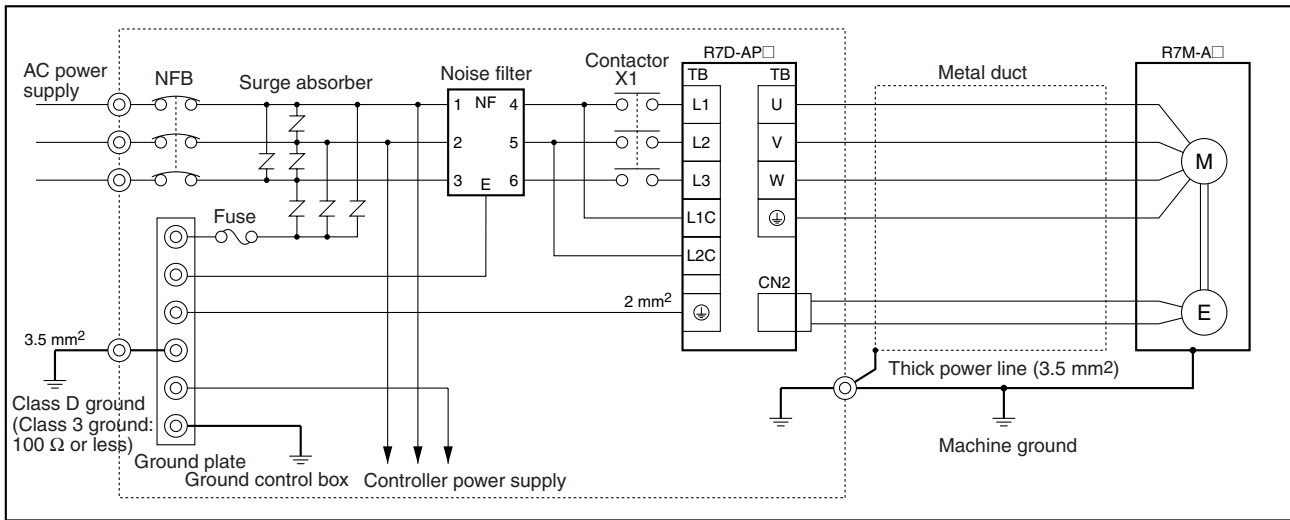 AC power
supply
NFB
Surge absorber
Noise filter
Contactor
X1
R7D-AP□
R7M-A□
Metal duct
TB
TB
1
NF
4
L1
U
2
5
L2
V
M
3
E
6
L3
W
L1C
Fuse
L2C
CN2
2 mm²
E
3.5 mm²
Thick power line (3.5 mm²)
Class D ground
(Class 3 ground:
100 Ω or less)
Machine ground
Ground plate
Ground control box
Controller power supply